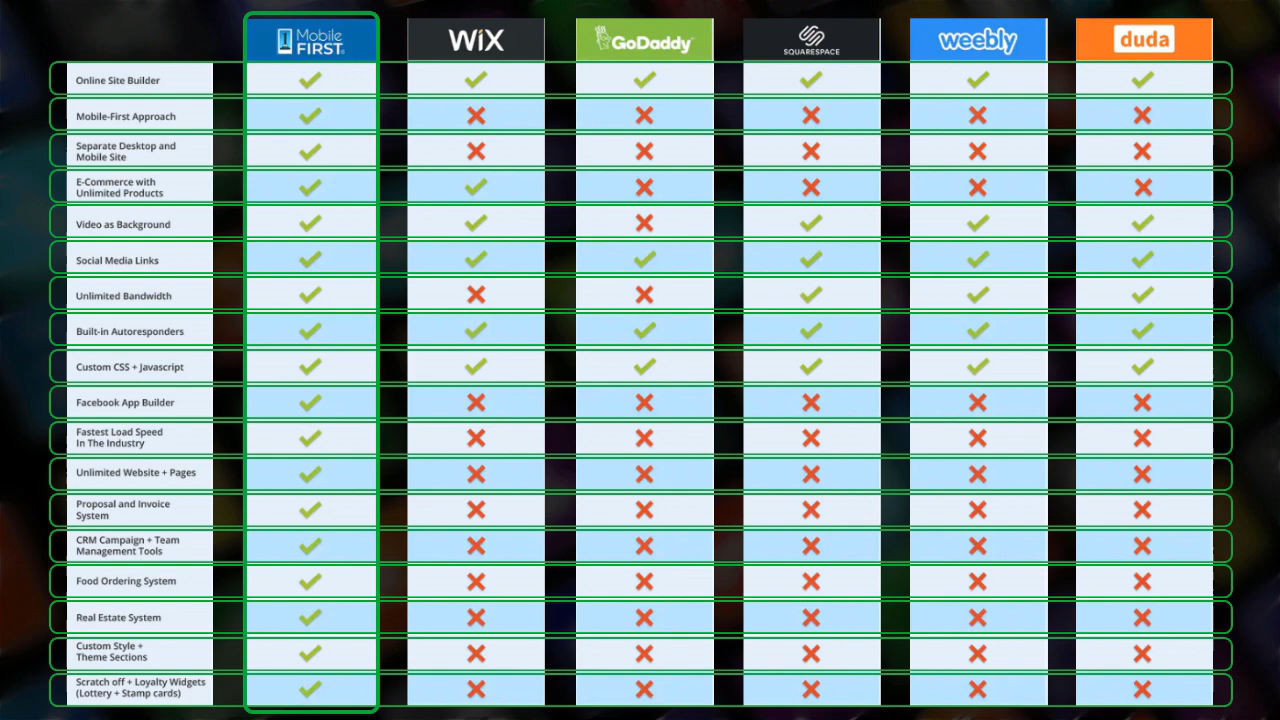 Mobile
FIRST
WiX
GoDaddy
SQUARESPACE
weebly
duda
Online Site Builder
Mobile-First Approach
Separate Desktop and
Mobile Site
E-Commerce with
Unlimited Products
Video as Background
Social Media Links
Unlimited Bandwidth
Built-in Autoresponders
Custom CSS + Javascript
Facebook App Builder
Fastest Load Speed
In The Industry
Unlimited Website + Pages
Proposal and Invoice
System
CRM Campaign + Team
Management Tools
Food Ordering System
Real Estate System
Custom Style +
Theme Sections
Scratch off + Loyalty Widgets
(Lottery + Stamp cards)